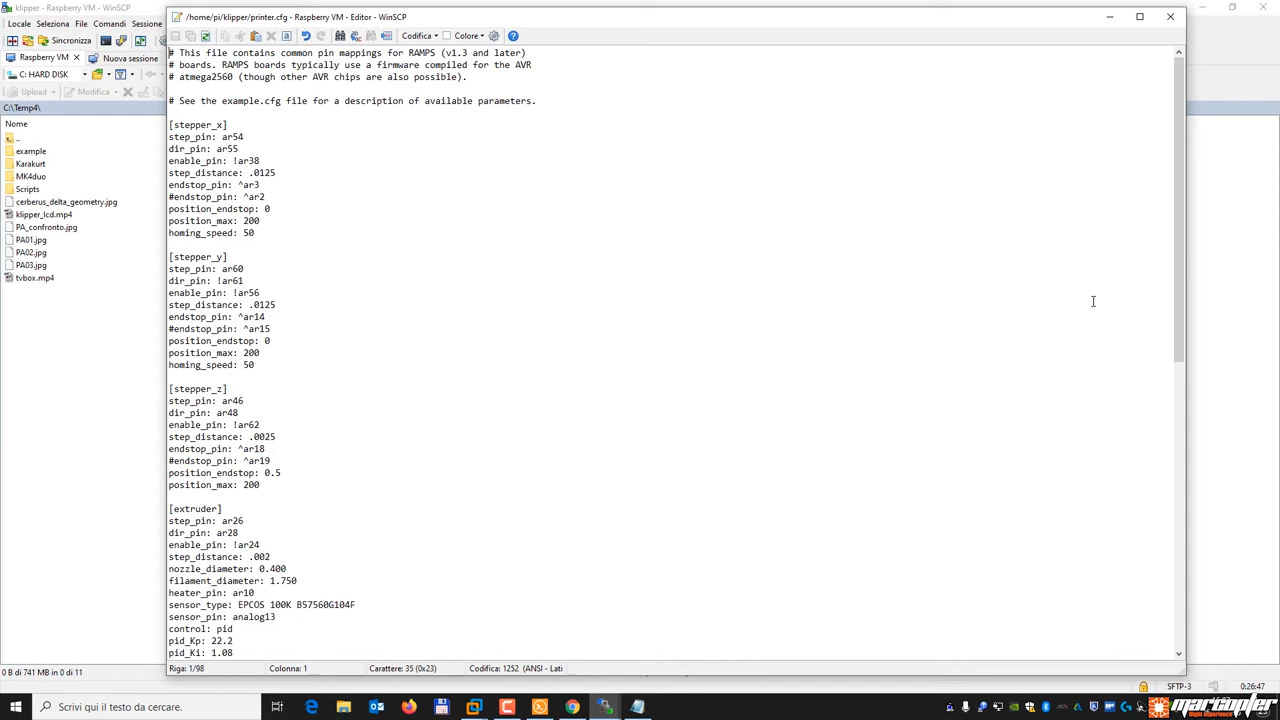 klipper - Raspberry VM - WinSCP
Locale Seleziona File Comandi Sessione
Sincronizza
Raspberry VM Nuova sessione
C: HARD DISK
Upload Modifica
C:\Temp4\
Name
..
example
Karakurt
MK4duo
Scripts
cerberus_delta_geometry.jpg
klipper_lcd.mp4
PA_confronto.jpg
PA01.jpg
PA02.jpg
PA03.jpg
tvbox.mp4
0 B di 741 MB in 0 di 11
/home/pi/klipper/printer.cfg - Raspberry VM - Editor - WinSCP
Codifica Colore
# This file contains common pin mappings for RAMPS (v1.3 and later)
# boards. RAMPS boards typically use a firmware compiled for the AVR
# atmega2560 (though other AVR chips are also possible).
# See the example.cfg file for a description of available parameters.
[stepper_x]
step_pin: ar54
dir_pin: ar55
enable_pin: !ar38
step_distance: .0125
endstop_pin: ^ar3
#endstop_pin: ^ar2
position_endstop: 0
position_max: 200
homing_speed: 50
[stepper_y]
step_pin: ar60
dir_pin: !ar61
enable_pin: !ar56
step_distance: .0125
endstop_pin: ^ar14
#endstop_pin: ^ar15
position_endstop: 0
position_max: 200
homing_speed: 50
[stepper_z]
step_pin: ar46
dir_pin: ar48
enable_pin: !ar62
step_distance: .0025
endstop_pin: ^ar18
#endstop_pin: ^ar19
position_endstop: 0.5
position_max: 200
[extruder]
step_pin: ar26
dir_pin: ar28
enable_pin: !ar24
step_distance: .002
nozzle_diameter: 0.400
filament_diameter: 1.750
heater_pin: ar10
sensor_type: EPCOS 100K B57560G104F
sensor_pin: analog13
control: pid
pid_Kp: 22.2
pid_Ki: 1.08
Riga: 1/98 Colonna: 1 Carattere: 35 (0x23) Codifica: 1252 (ANSI - Lati
SFTP-3 0:26:47
Scrivi qui il testo da cercare.
marcopter